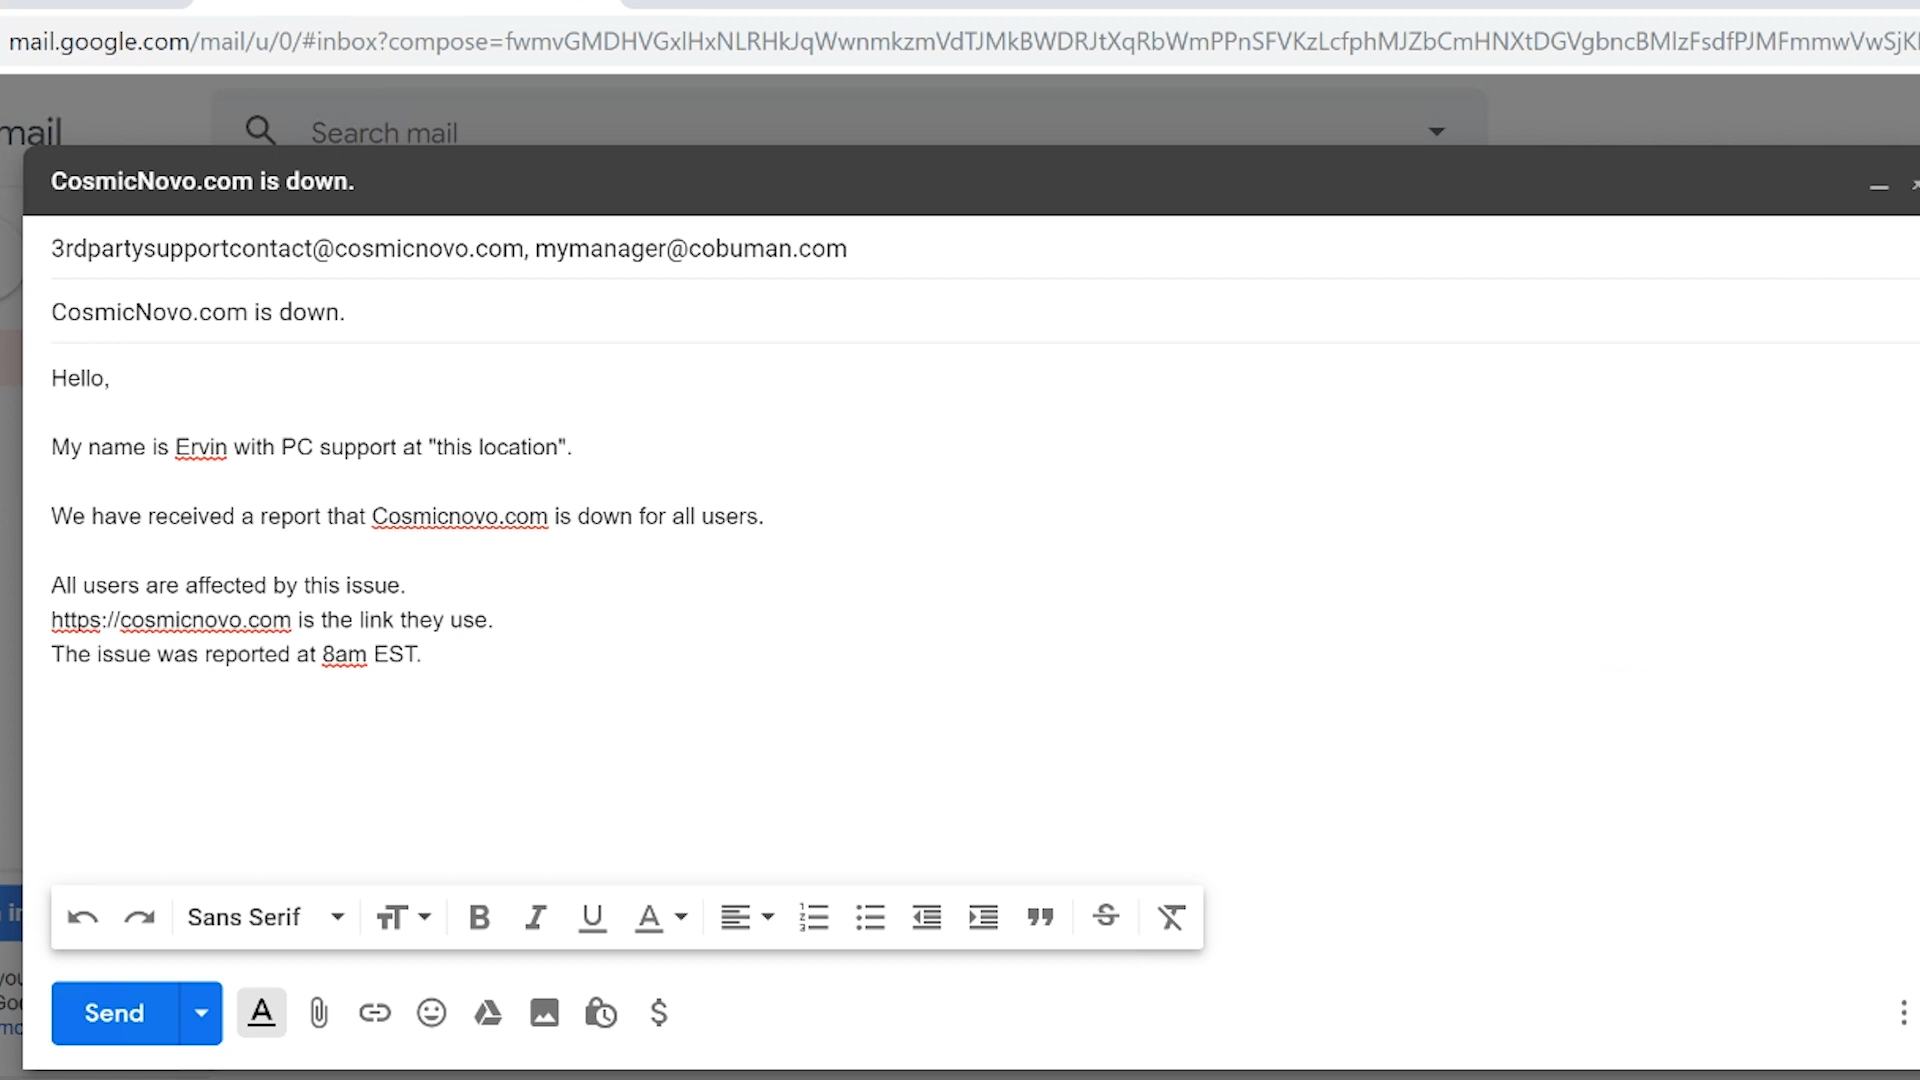 mail.google.com/mail/u/0/#inbox?compose=fwmvGMDHVGxlHxNLRHkJqWwnmkzmVdTJMkBWDRJtXqRbWmPPnSFVKzLcfphMJZbCmHNXtDGVgbncBMlzFsdfPJMFmmwVwSjK
mail
Search mail
CosmicNovo.com is down.
3rdpartysupportcontact@cosmicnovo.com, mymanager@cobuman.com
CosmicNovo.com is down.
Hello,
My name is Ervin with PC support at "this location".
We have received a report that Cosmicnovo.com is down for all users.
All users are affected by this issue.
https://cosmicnovo.com is the link they use.
The issue was reported at 8am EST.
Sans Serif
Send